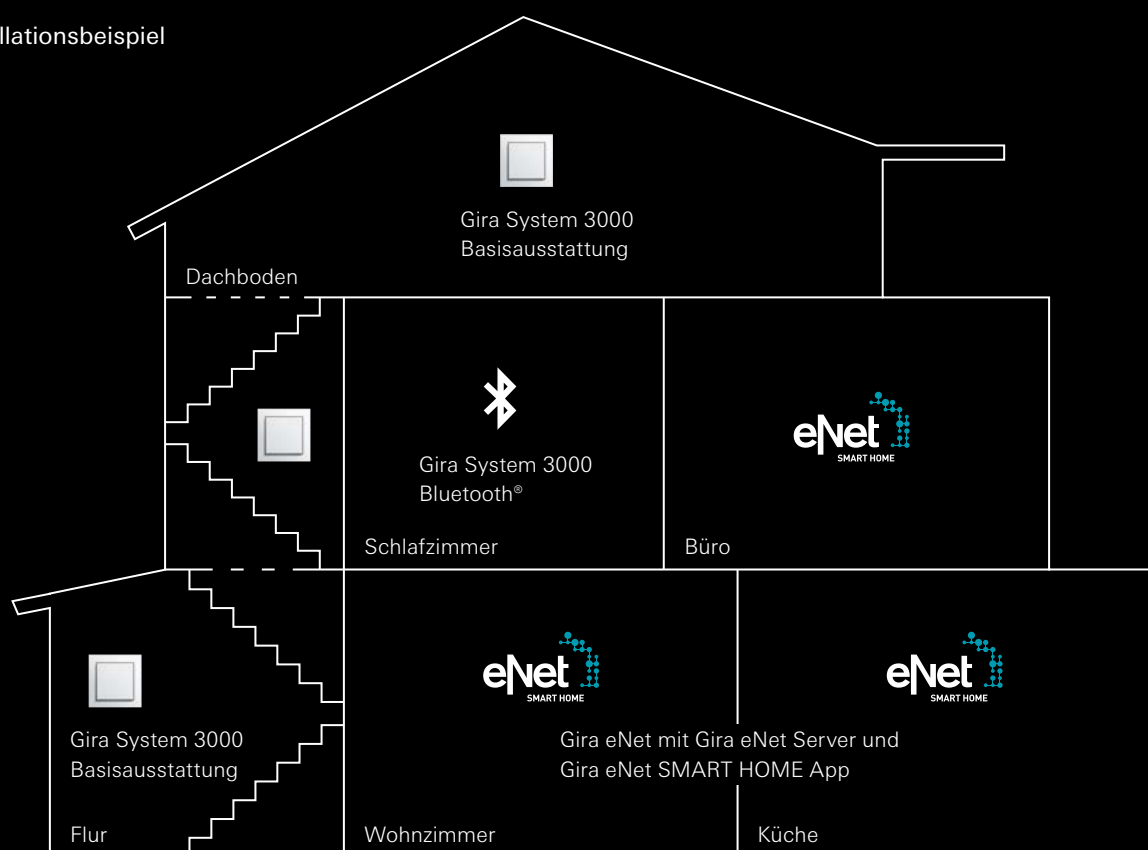 llationsbeispiel
Gira System 3000
Basisausstattung
Dachboden
Gira System 3000
Bluetooth®
eNet
SMART HOME
Schlafzimmer
Büro
eNet
SMART HOME
eNet
SMART HOME
Gira System 3000
Basisausstattung
Gira eNet mit Gira eNet Server und
Gira eNet SMART HOME App
Flur
Wohnzimmer
Küche